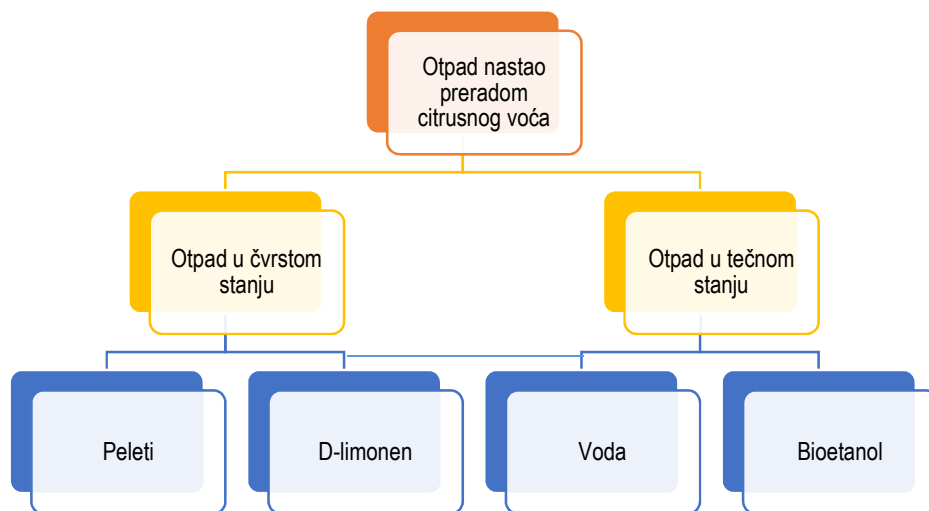 Otpad nastao
preradom
citrusnog voća
Otpad u čvrstom
stanju
Otpad u tečnom
stanju
Peleti
D-limonen
Voda
Bioetanol